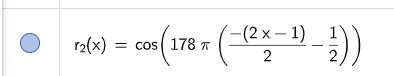 r₂(x) = cos(178 π (-(2 x − 1)/2 − 1/2))